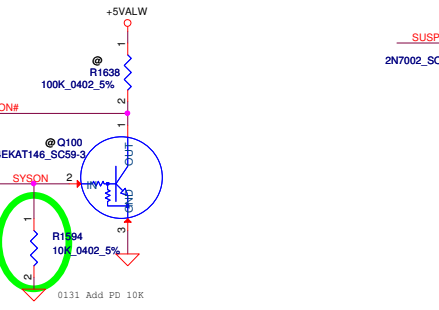 +5VALW
1
SUSP
@
R1638
100K_0402_5%
2N7002_SC
2
ON#
1
@ Q100
EKAT146_SC59-3
OUT
SYSON
2
IN
GND
1
3
R1594
10K_0402_5%
2
0131 Add PD 10K